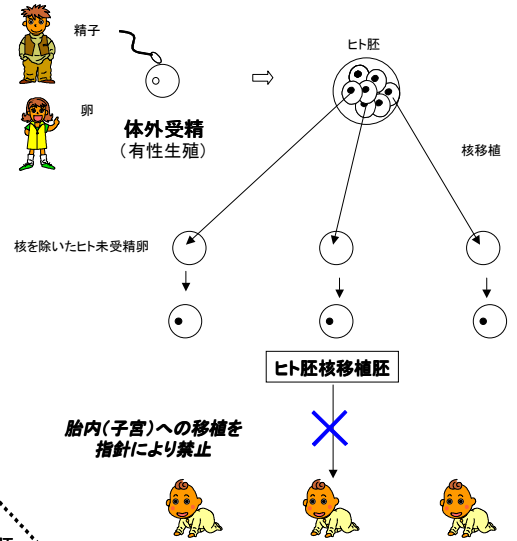 精子
ヒト胚
卵
体外受精
（有性生殖）
核移植
核を除いたヒト未受精卵
ヒト胚核移植胚
胎内（子宮）への移植を
指針により禁止